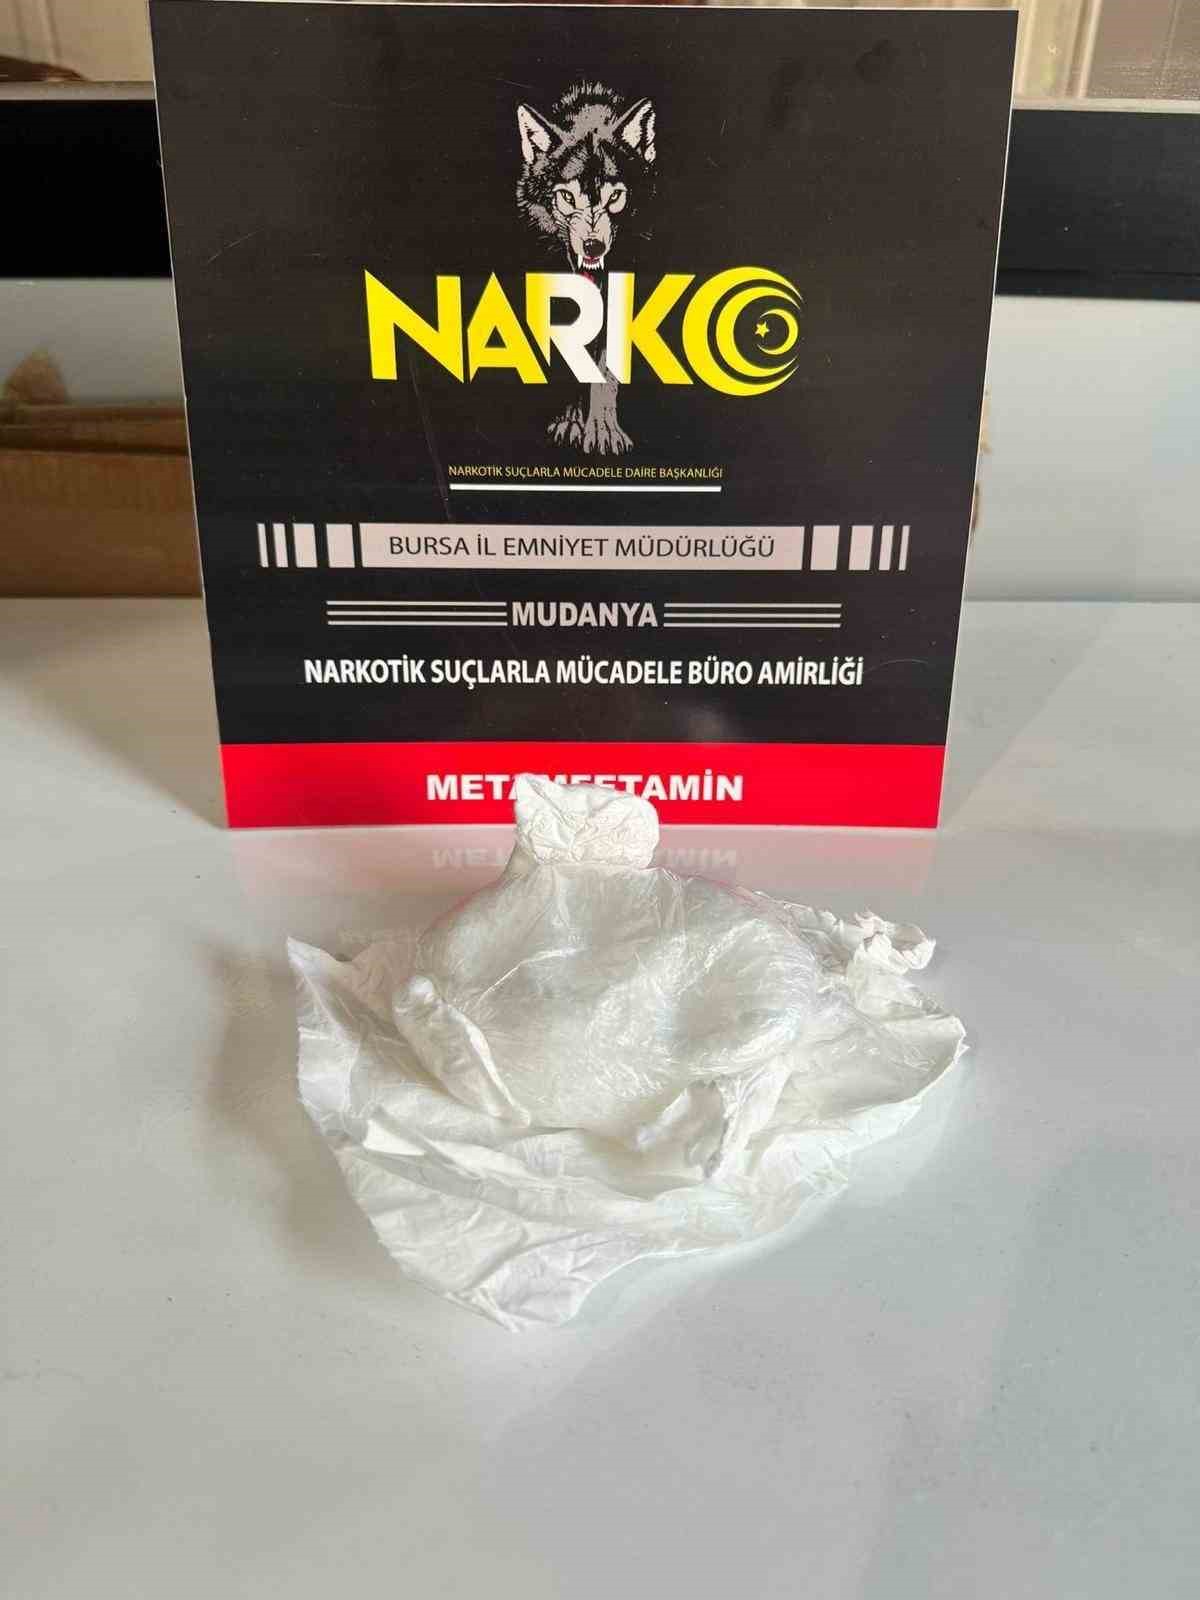 NARKO
NARKOTİK SUÇLARLA MÜCADELE DAİRE BAŞKANLIĞI
BURSA İL EMNİYET MÜDÜRLÜĞÜ
MUDANYA
NARKOTİK SUÇLARLA MÜCADELE BÜRO AMİRLİĞİ
METAMFETAMİN